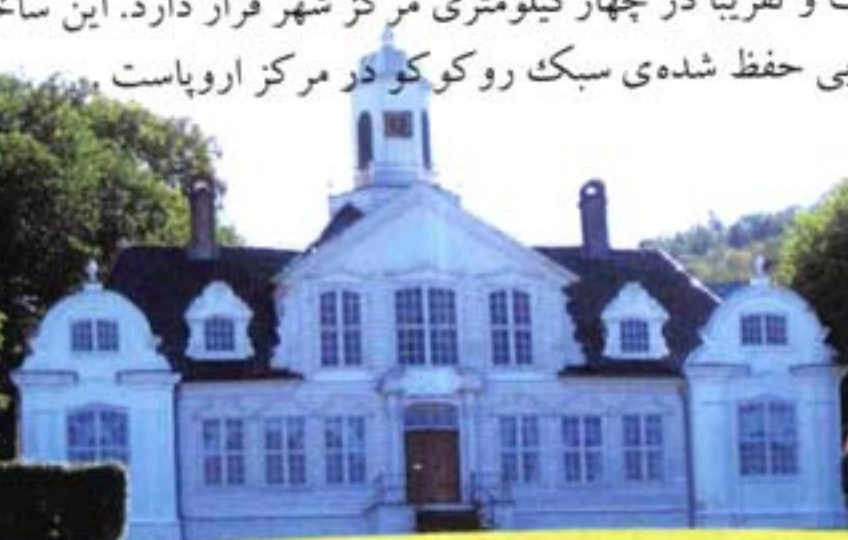 و تقریبا در چهار کیلومتری مرکز شهر قرار دارد. این
حفظ شده‌ی سبک روکوکو در مرکز اروپاست .